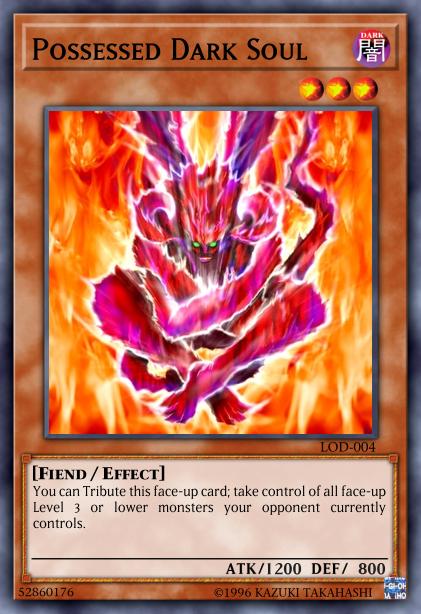 POSSESSED DARK SOUL
DARK
闇
LOD-004
[FIEND / EFFECT]
You can Tribute this face-up card; take control of all face-up
Level 3 or lower monsters your opponent currently
controls.
ATK/1200 DEF/ 800
52860176
©1996 KAZUKI TAKAHASHI